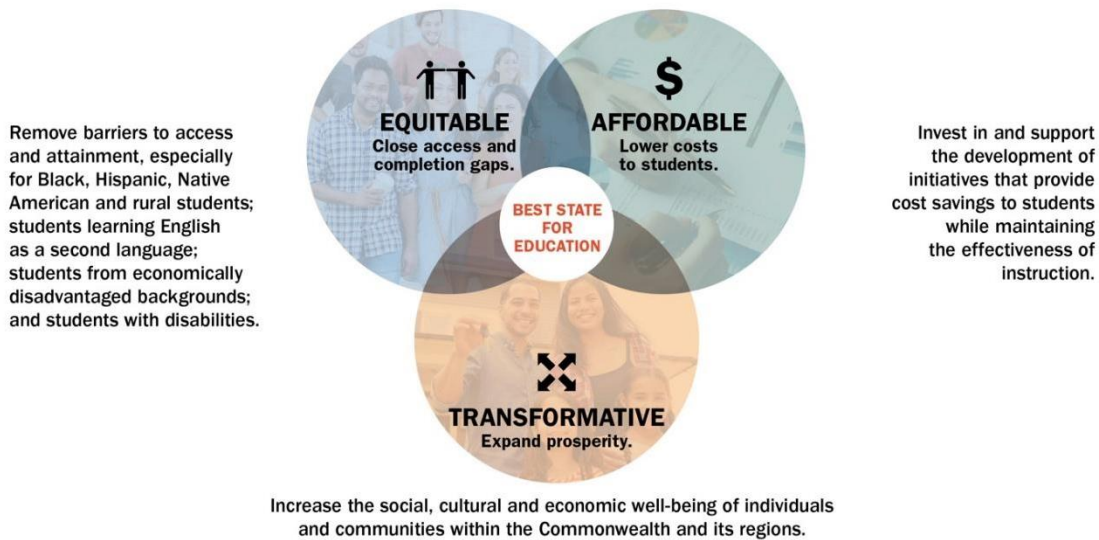 Remove barriers to access
and attainment, especially
for Black, Hispanic, Native
American and rural students;
students learning English
as a second language;
students from economically
disadvantaged backgrounds;
and students with disabilities.
EQUITABLE
Close access and
completion gaps.
$
AFFORDABLE
Lower costs
to students.
BEST STATE
FOR
EDUCATION
Invest in and support
the development of
initiatives that provide
cost savings to students
while maintaining
the effectiveness of
instruction.
TRANSFORMATIVE
Expand prosperity.
Increase the social, cultural and economic well-being of individuals
and communities within the Commonwealth and its regions.